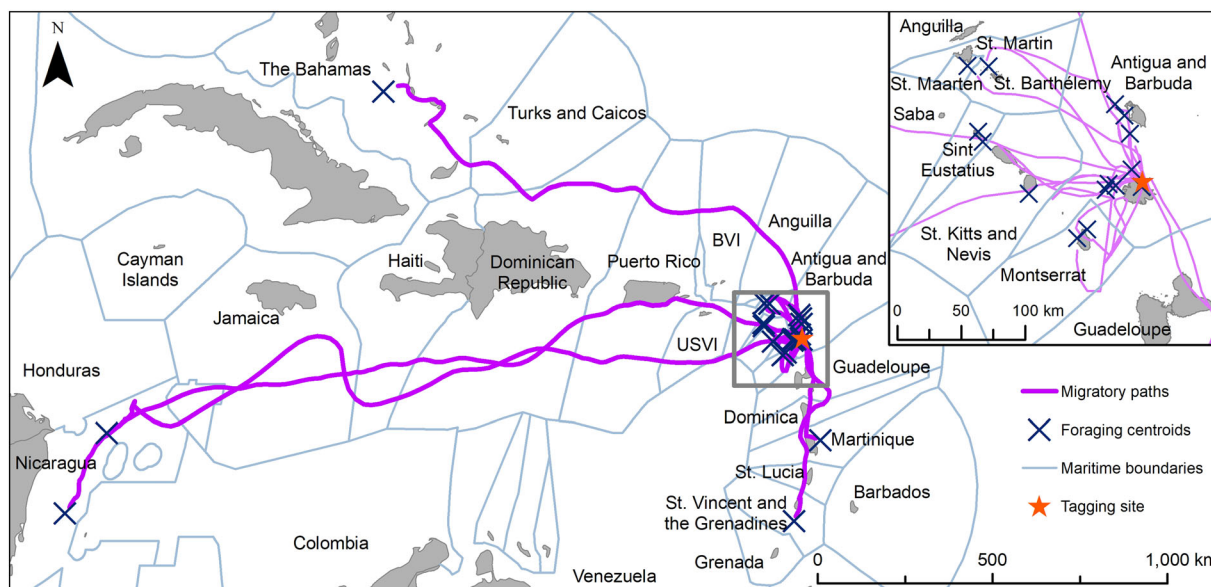 N
The Bahamas
Turks and Caicos
Cayman
Islands
Jamaica
Haiti
Dominican
Republic
Puerto Rico
BVI
USVI
Anguilla
Antigua and
Barbuda
Honduras
Nicaragua
Guadeloupe
Dominica
Martinique
St. Lucia
Barbados
St. Vincent and
the Grenadines
Grenada
Colombia
Venezuela
Anguilla
St. Martin
St. Maarten
St. Barthélemy
Antigua and
Barbuda
Saba
Sint
Eustatius
St. Kitts and
Nevis
Montserrat
Guadeloupe
0 50 100 km
Migratory paths
Foraging centroids
Maritime boundaries
Tagging site
0 500 1,000 km